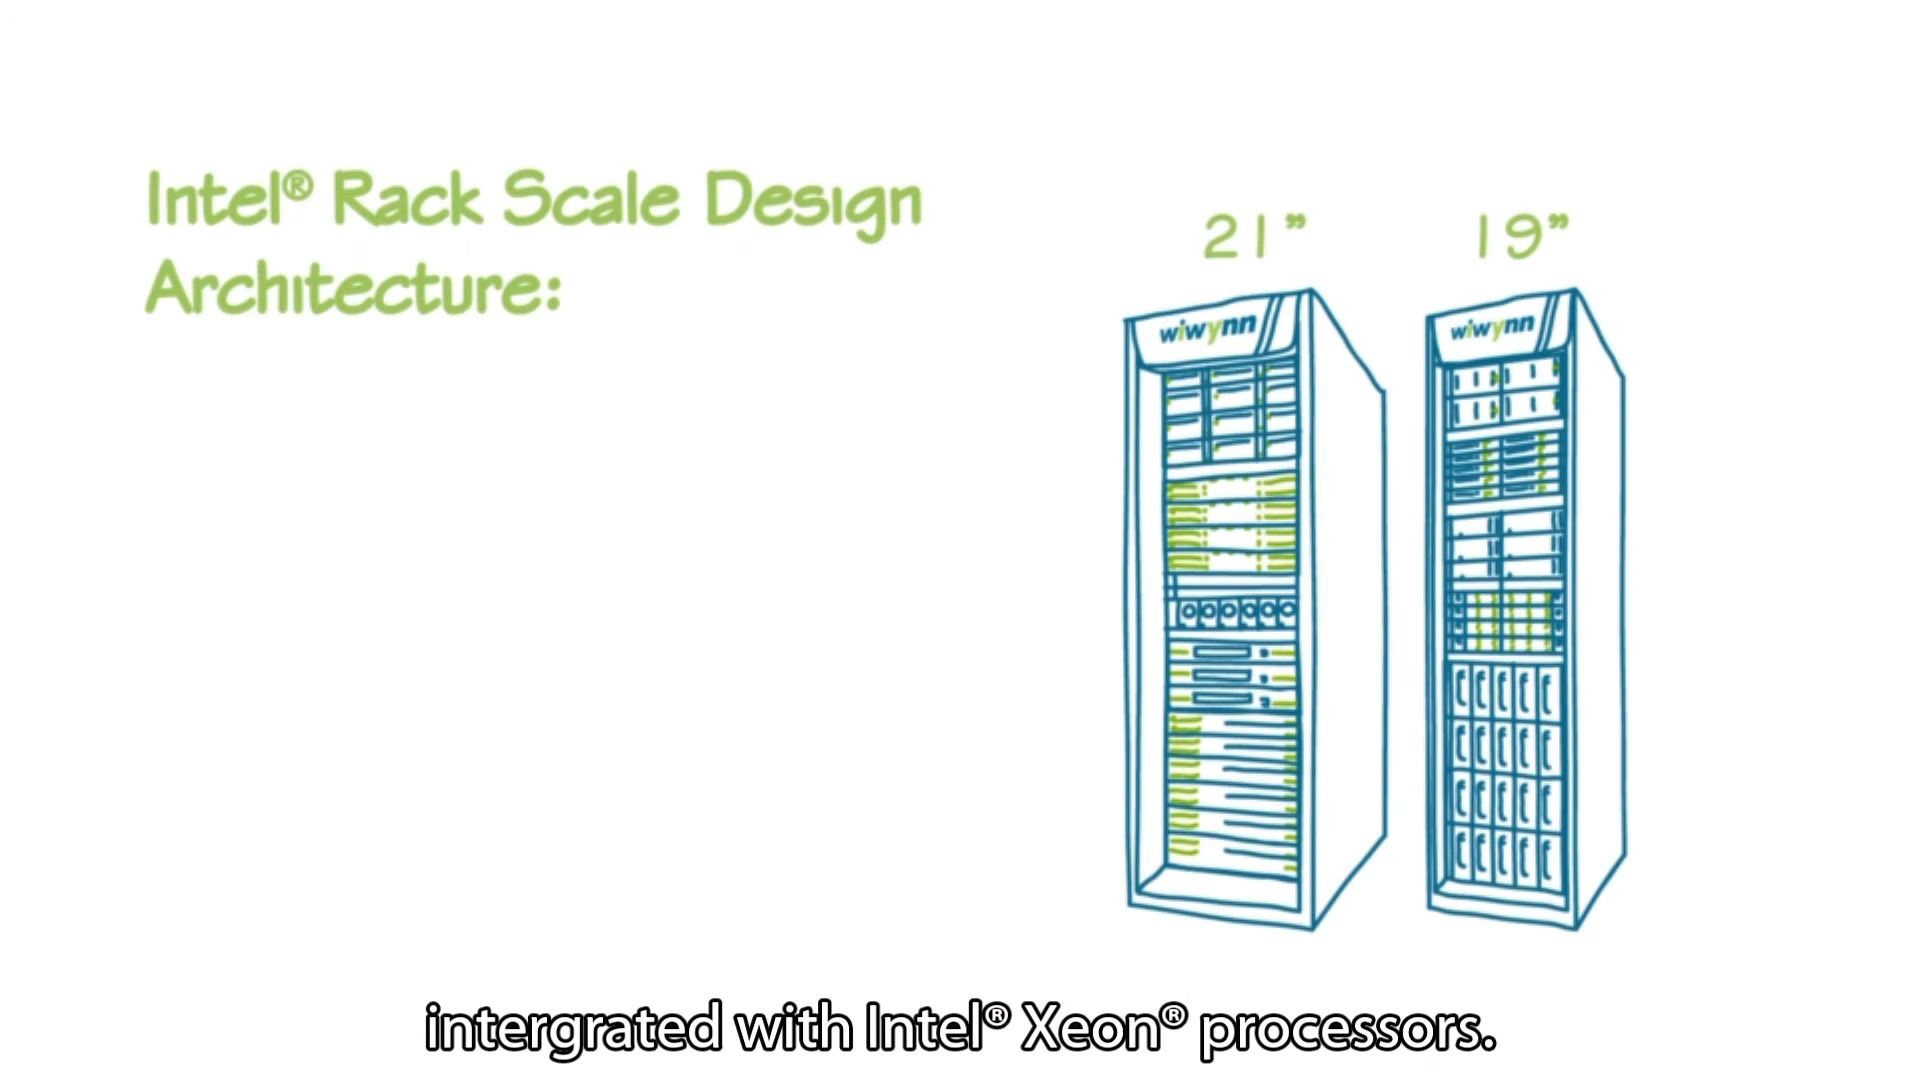 Intel® Rack Scale Design
Architecture:
21” 19”
wiwynn wiwynn
intergrated with Intel® Xeon® processors.